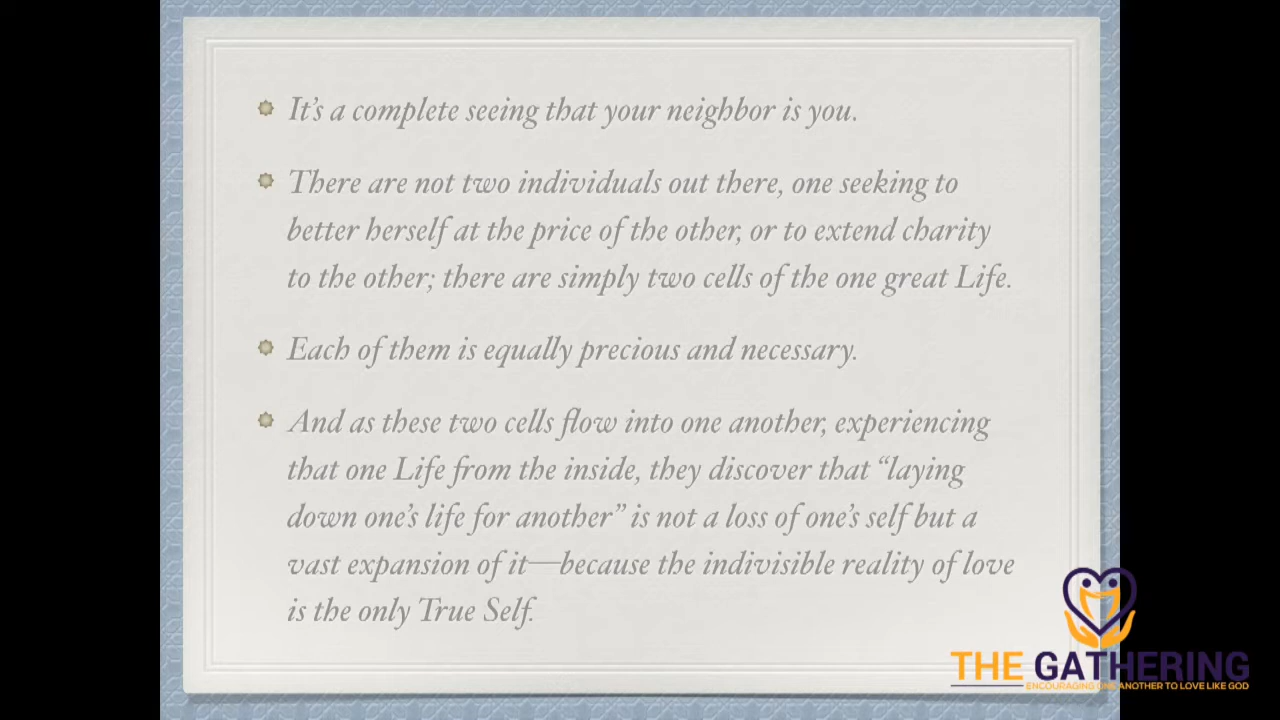 It’s a complete seeing that your neighbor is you.
There are not two individuals out there, one seeking to
better herself at the price of the other, or to extend charity
to the other; there are simply two cells of the one great Life.
Each of them is equally precious and necessary.
And as these two cells flow into one another, experiencing
that one Life from the inside, they discover that “laying
down one’s life for another” is not a loss of one’s self but a
vast expansion of it—because the indivisible reality of love
is the only True Self.
THE GATHERING
ENCOURAGING ONE ANOTHER TO LOVE LIKE GOD